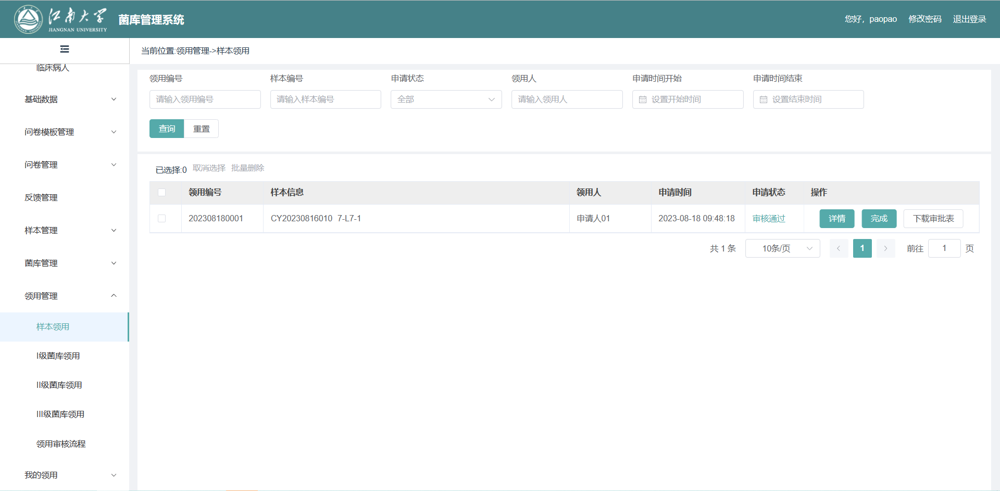 江南大学
JIANGNAN UNIVERSITY
菌库管理系统
您好，paopao 修改密码 退出登录
当前位置:领用管理->样本领用
临床病人
基础数据
问卷模板管理
问卷管理
反馈管理
样本管理
菌库管理
领用管理
样本领用
I级菌库领用
II级菌库领用
III级菌库领用
领用审核流程
我的领用
领用编号 样本编号 申请状态 领用人 申请时间开始 申请时间结束
请输入领用编号 请输入样本编号 全部 请输入领用人 设置开始时间 设置结束时间
查询 重置
已选择:0 取消选择 批量删除
领用编号 样本信息 领用人 申请时间 申请状态 操作
202308180001 CY20230816010 7-L7-1 申请人01 2023-08-18 09:48:18 审核通过 详情 完成 下载审批表
共 1 条 10条/页 1 前往 1 页